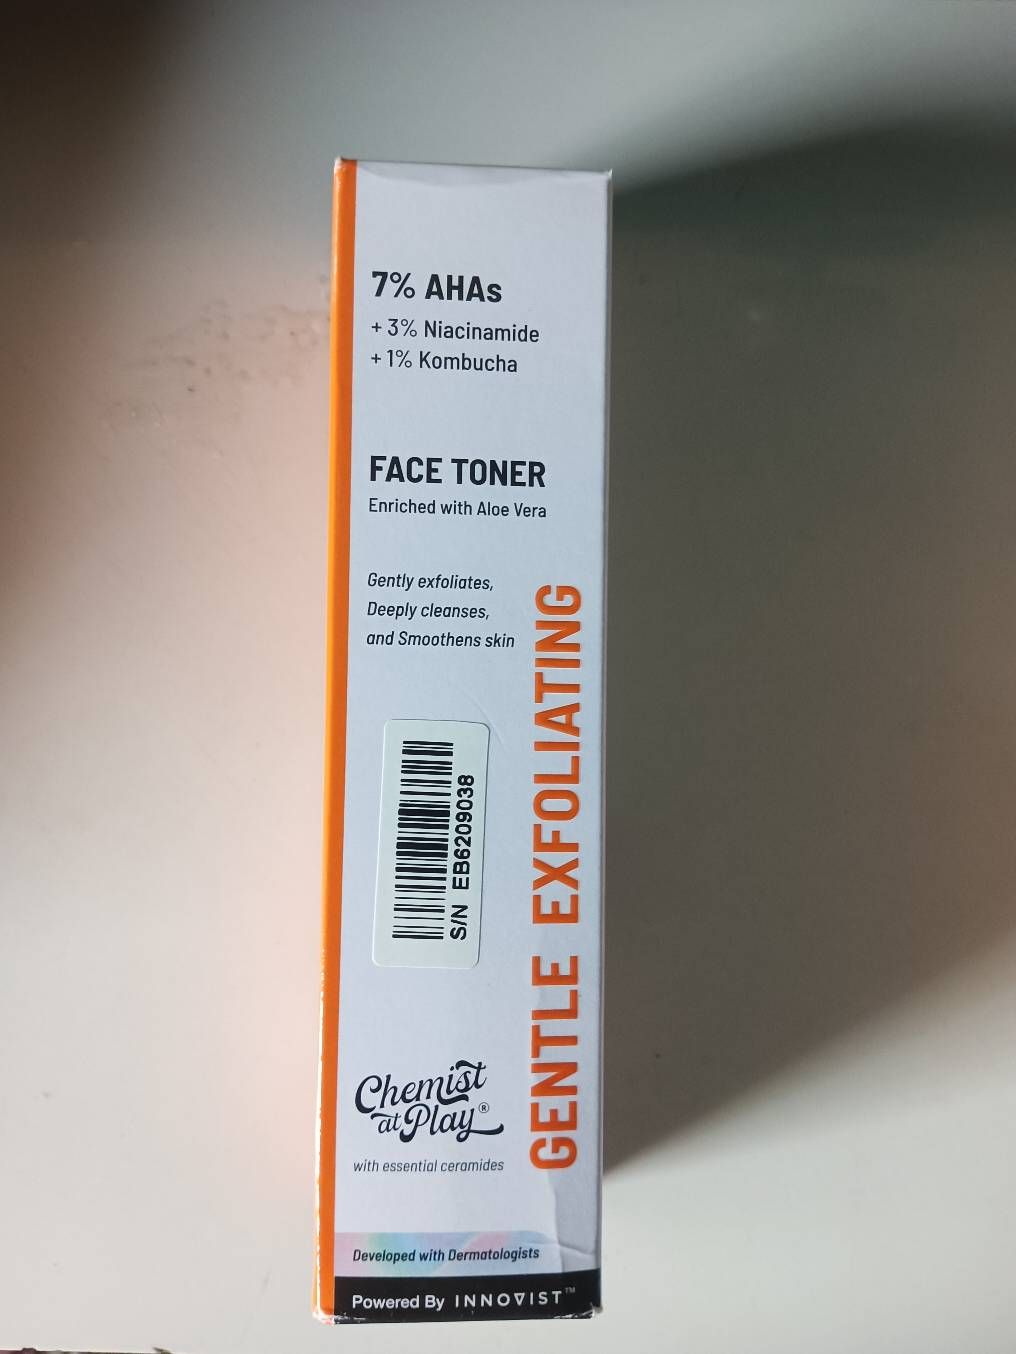 7% AHAs
+ 3% Niacinamide
+ 1% Kombucha
FACE TONER
Enriched with Aloe Vera
Gently exfoliates,
Deeply cleanses,
and Smoothens skin
GENTLE EXFOLIATING
S/N EB6209038
Chemist
at Play®
with essential ceramides
Developed with Dermatologists
Powered By INNOVIST™